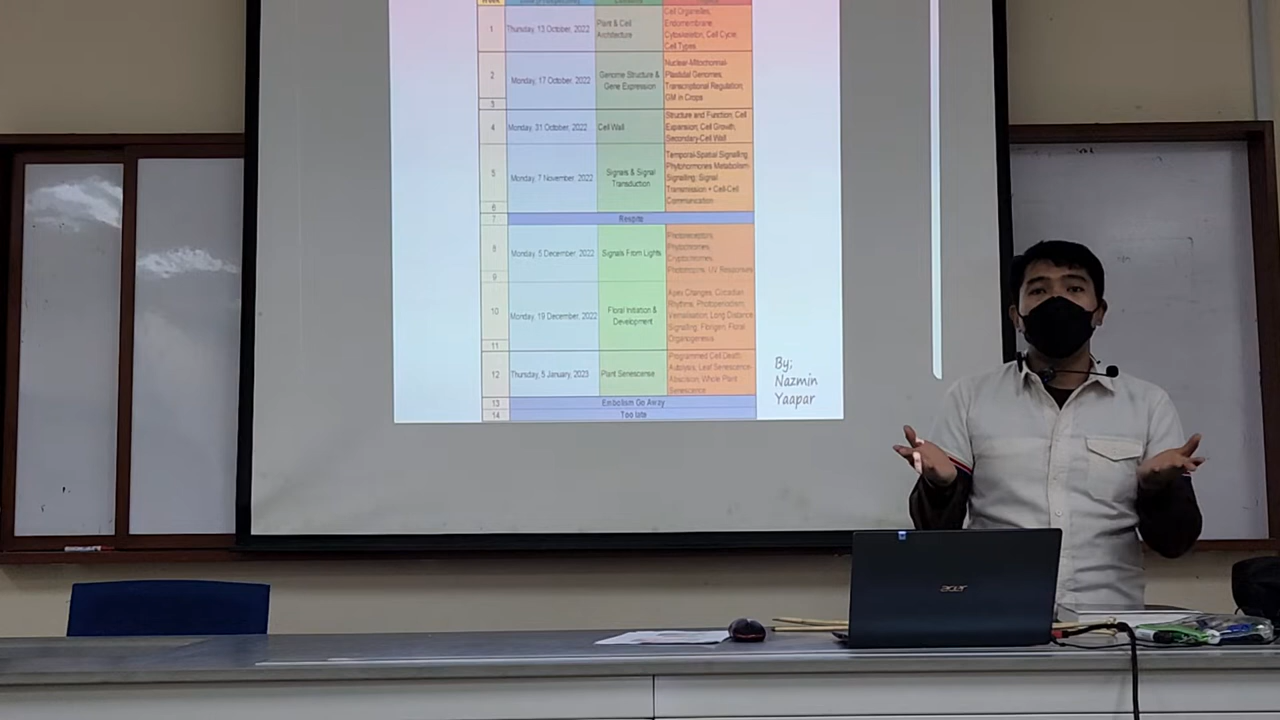 Week
1
Thursday, 13 October, 2022
Plant & Cell
Architecture
Cell Organelles,
Endomembrane
Cytoskeleton, Cell Cycle,
Cell Types
2
Monday, 17 October, 2022
Genome Structure &
Gene Expression
Nuclear-Mitochornial-
Plastidal Genomes,
Transcriptional Regulation,
GM in Crops
3
4
Monday, 31 October, 2022
Cell Wall
Structure and Function, Cell
Expansion, Cell Growth,
Secondary-Cell Wall
5
Monday, 7 November, 2022
Signals & Signal
Transduction
Temporal-Spatial Signalling,
Phytohormones Metabolism-
Signalling; Signal
Transmission + Cell-Cell
Communication
6
7
Respite
8
Monday, 5 December, 2022
Signals From Lights
Photoreceptors,
Phytochromes,
Cryptochromes,
Phototropins, UV Responses
9
10
Monday, 19 December, 2022
Floral Initiation &
Development
Apex Changes, Circadian
Rhythms, Photoperiodism,
Vernalisation, Long Distance
Signalling, Florigen, Floral
Organogenesis
11
12
Thursday, 5 January, 2023
Plant Senescense
Programmed Cell Death,
Autolysis, Leaf Senescence-
Abscision, Whole Plant
Senescence
13
Embolism Go Away
14
Too late
By;
Nazmin
Yaapar
acer